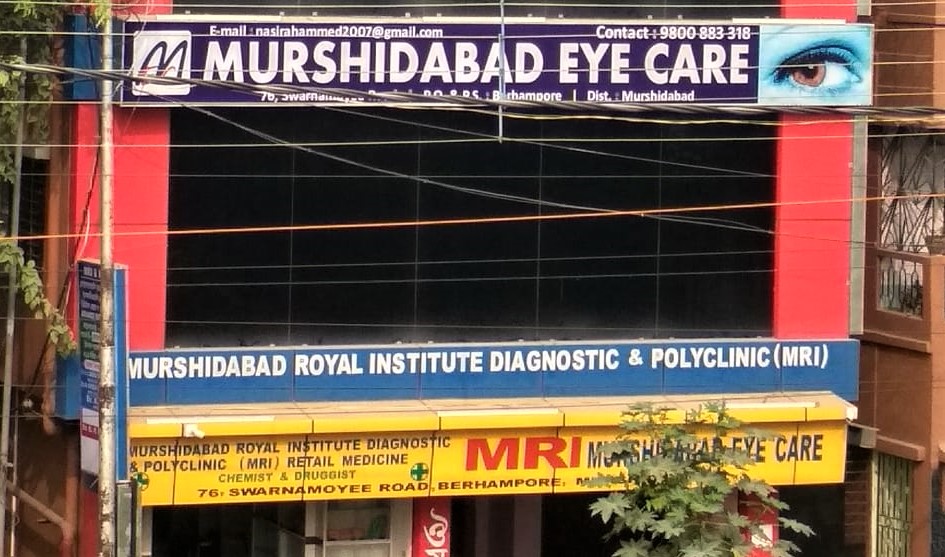 E-mail : nasirahammed2007@gmail.com Contact : 9800 883 318
MURSHIDABAD EYE CARE
76, Swarnamoyee Road, P.O. & P.S. : Berhampore | Dist. : Murshidabad
MURSHIDABAD ROYAL INSTITUTE DIAGNOSTIC & POLYCLINIC (MRI)
MURSHIDABAD ROYAL INSTITUTE DIAGNOSTIC
& POLYCLINIC (MRI) RETAIL MEDICINE
CHEMIST & DRUGGIST
76, SWARNAMOYEE ROAD, BERHAMPORE,
MRI MURSHIDABAD EYE CARE